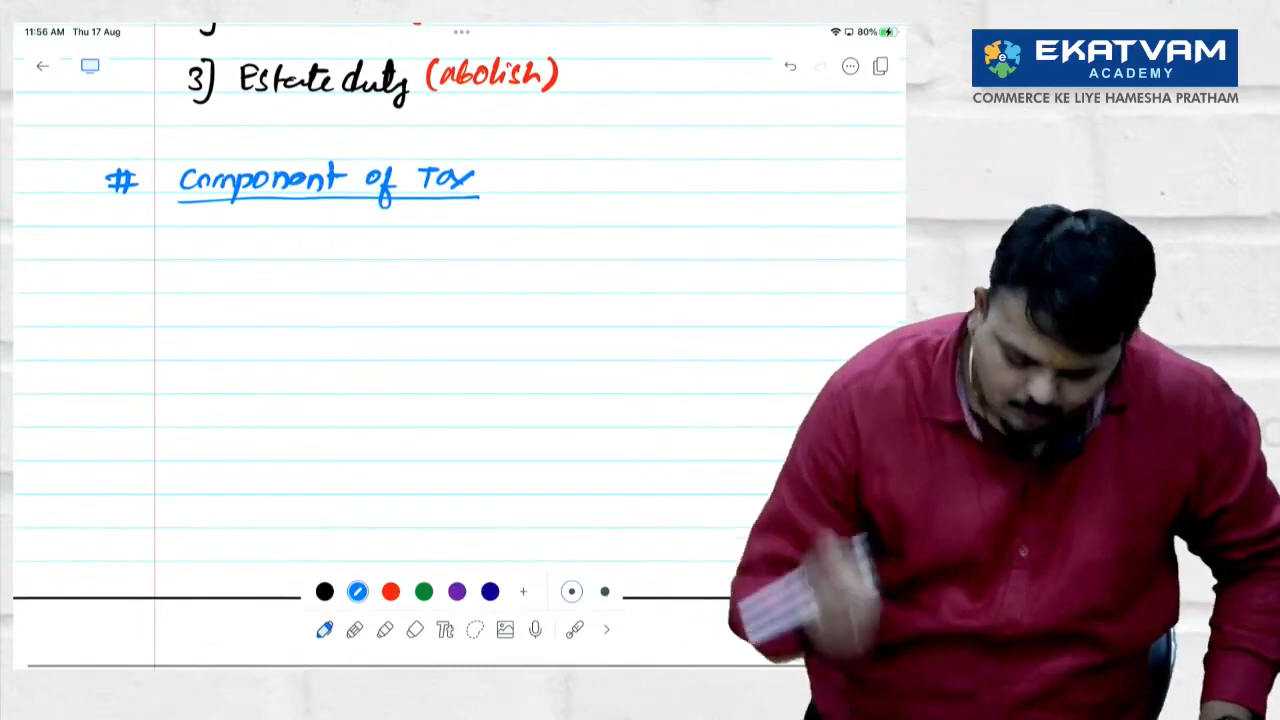 11:56 AM Thu 17 Aug
80%
3] Estate duty (abolish)
# Component of Tax
Tt
e
EKATVAM
ACADEMY
COMMERCE KE LIYE HAMESHA PRATHAM